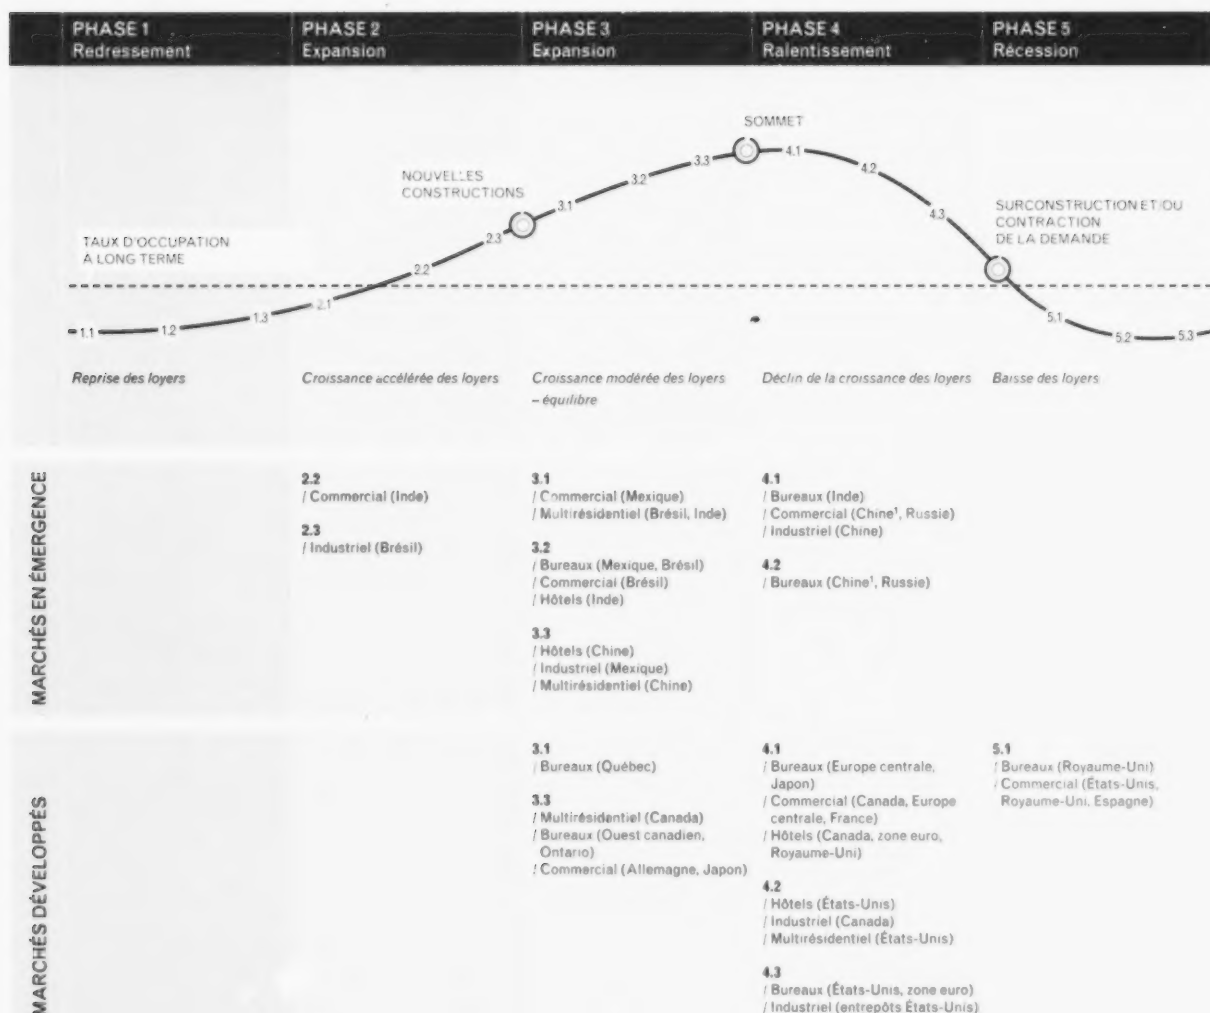 PHASE 1
Redressement
PHASE 2
Expansion
PHASE 3
Expansion
PHASE 4
Ralentissement
PHASE 5
Récession
SOMMET
NOUVELLES
CONSTRUCTIONS
SURCONSTRUCTION ET/OU
CONTRACTION
DE LA DEMANDE
TAUX D'OCCUPATION
À LONG TERME
1.1
1.2
1.3
2.1
2.2
2.3
3.1
3.2
3.3
4.1
4.2
4.3
5.1
5.2
5.3
Reprise des loyers
Croissance accélérée des loyers
Croissance modérée des loyers
– équilibre
Déclin de la croissance des loyers
Baisse des loyers
MARCHÉS EN ÉMERGENCE
2.2
/ Commercial (Inde)
2.3
/ Industriel (Brésil)
3.1
/ Commercial (Mexique)
/ Multirésidentiel (Brésil, Inde)
3.2
/ Bureaux (Mexique, Brésil)
/ Commercial (Brésil)
/ Hôtels (Inde)
3.3
/ Hôtels (Chine)
/ Industriel (Mexique)
/ Multirésidentiel (Chine)
4.1
/ Bureaux (Inde)
/ Commercial (Chine¹, Russie)
/ Industriel (Chine)
4.2
/ Bureaux (Chine¹, Russie)
MARCHÉS DÉVELOPPÉS
3.1
/ Bureaux (Québec)
3.3
/ Multirésidentiel (Canada)
/ Bureaux (Ouest canadien,
Ontario)
/ Commercial (Allemagne, Japon)
4.1
/ Bureaux (Europe centrale,
Japon)
/ Commercial (Canada, Europe
centrale, France)
/ Hôtels (Canada, zone euro,
Royaume-Uni)
4.2
/ Hôtels (États-Unis)
/ Industriel (Canada)
/ Multirésidentiel (États-Unis)
4.3
/ Bureaux (États-Unis, zone euro)
/ Industriel (entrepôts États-Unis)
5.1
/ Bureaux (Royaume-Uni)
/ Commercial (États-Unis,
Royaume-Uni, Espagne)